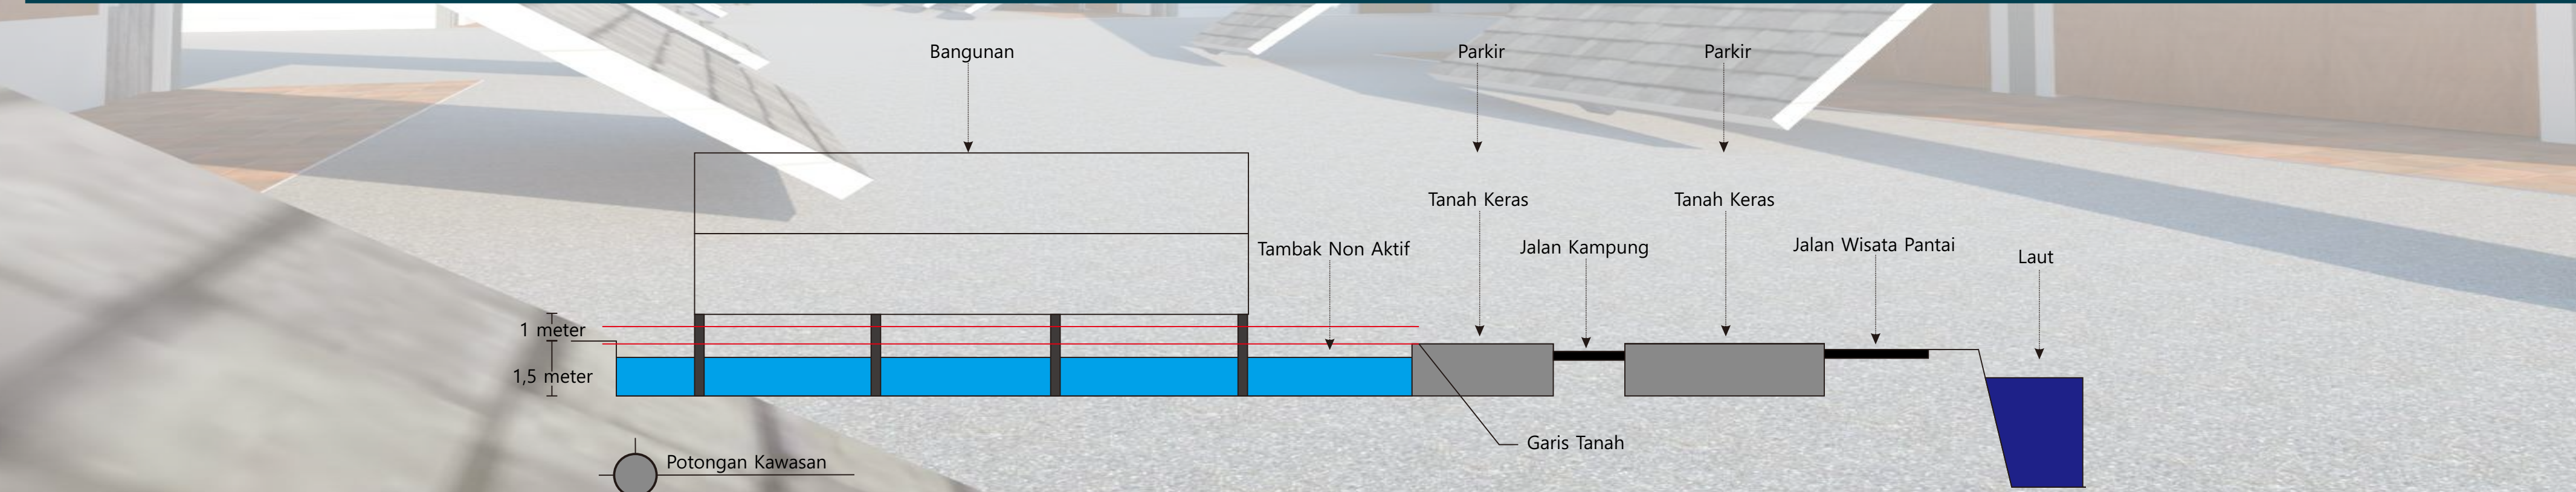 Bangunan
Parkir
Parkir
Tanah Keras
Tanah Keras
Tambak Non Aktif
Jalan Kampung
Jalan Wisata Pantai
Laut
1 meter
1,5 meter
Garis Tanah
Potongan Kawasan